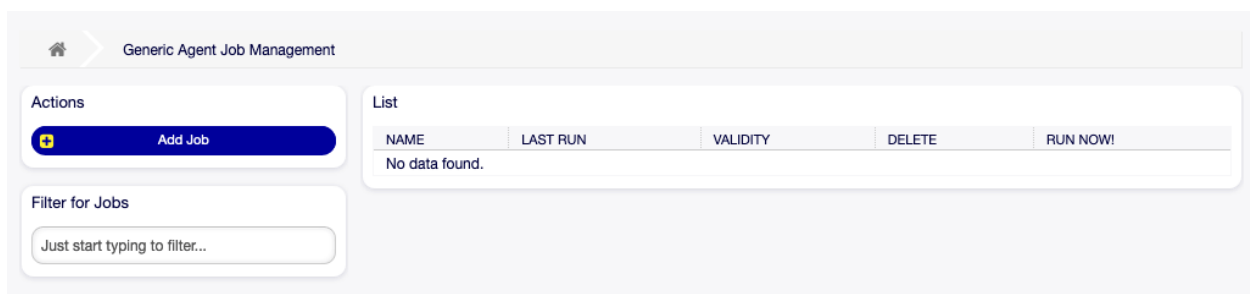 Generic Agent Job Management
Actions
Add Job
Filter for Jobs
Just start typing to filter...
List
NAME LAST RUN VALIDITY DELETE RUN NOW!
No data found.